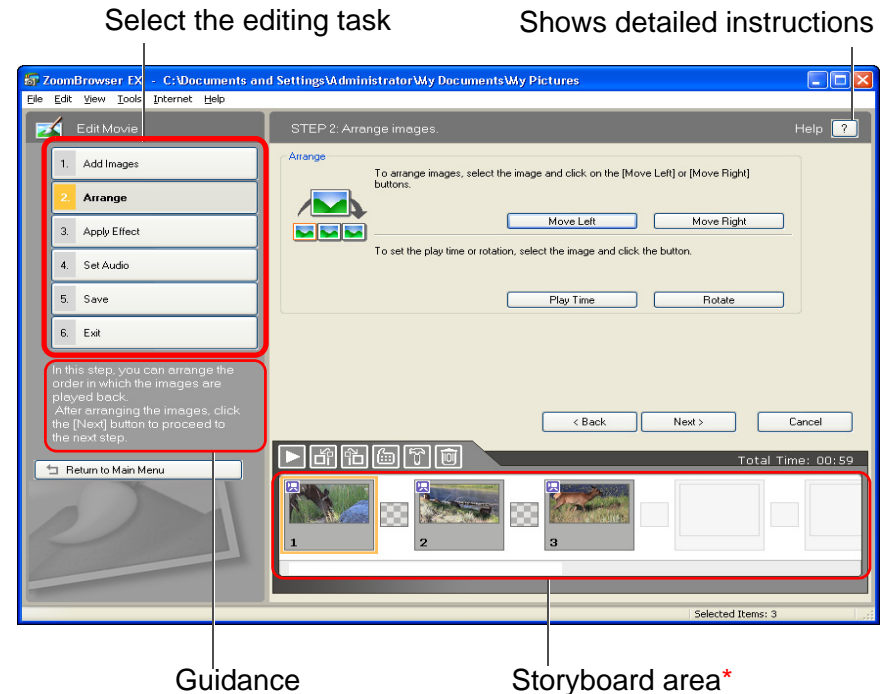 Select the editing task
Shows detailed instructions
ZoomBrowser EX - C:\Documents and Settings\Administrator\My Documents\My Pictures
File Edit View Tools Internet Help
Edit Movie
STEP 2: Arrange images.
Help ?
1. Add Images
2. Arrange
3. Apply Effect
4. Set Audio
5. Save
6. Exit
In this step, you can arrange the
order in which the images are
played back.
After arranging the images, click
the [Next] button to proceed to
the next step.
Return to Main Menu
Arrange
To arrange images, select the image and click on the [Move Left] or [Move Right]
buttons.
Move Left
Move Right
To set the play time or rotation, select the image and click the button.
Play Time
Rotate
< Back
Next >
Cancel
Total Time: 00:59
1
2
3
Selected Items: 3
Guidance
Storyboard area*